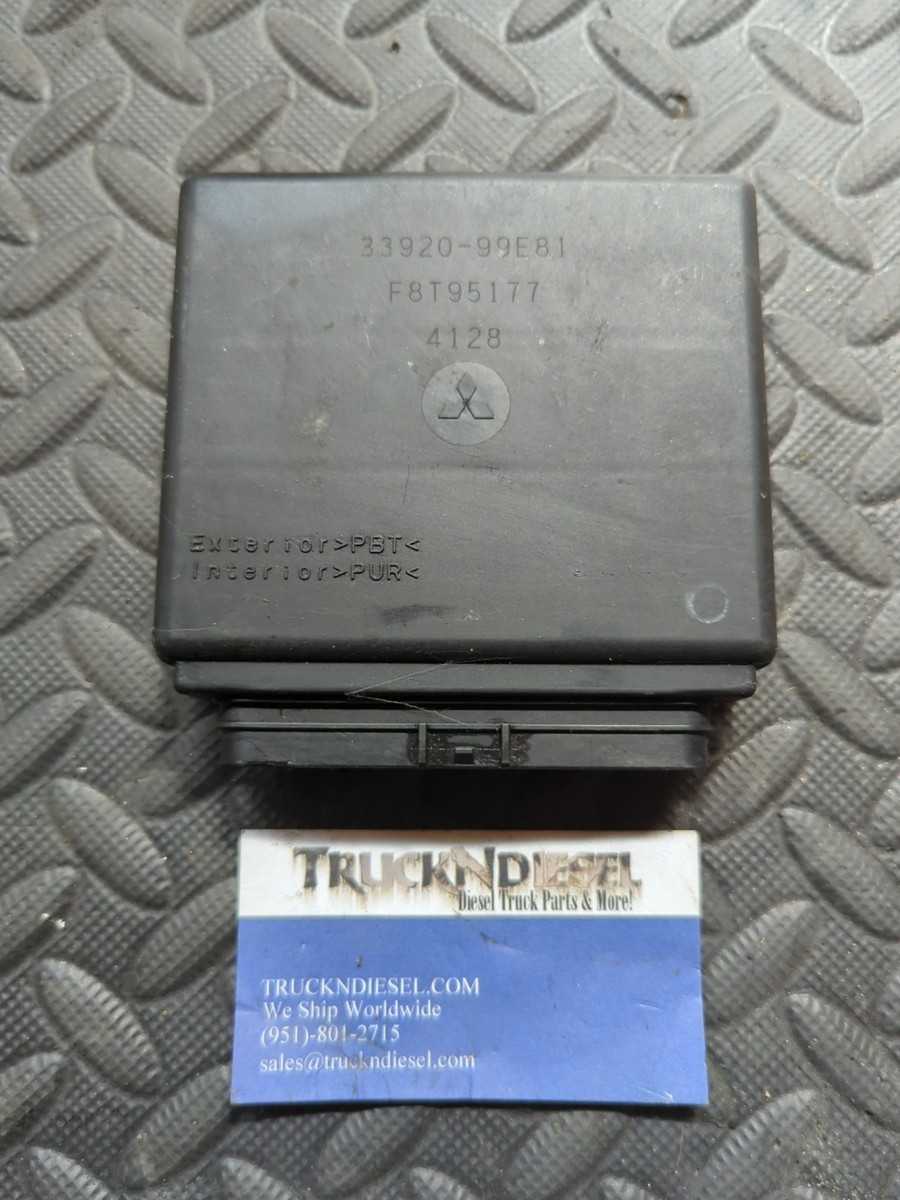 33920-99E81
F8T95177
4128
Exterior>PBT<
Interior>PUR<
TRUCKNDIESEL
Diesel Truck Parts & More!
TRUCKNDIESEL.COM
We Ship Worldwide
(951)-801-2715
sales@truckndiesel.com